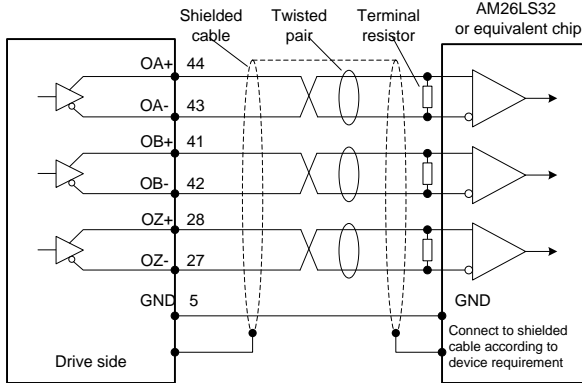 Shielded
cable
Twisted
pair
Terminal
resistor
AM26LS32
or equivalent chip
OA+ 44
OA- 43
OB+ 41
OB- 42
OZ+ 28
OZ- 27
GND 5
GND
Connect to shielded
cable according to
device requirement
Drive side